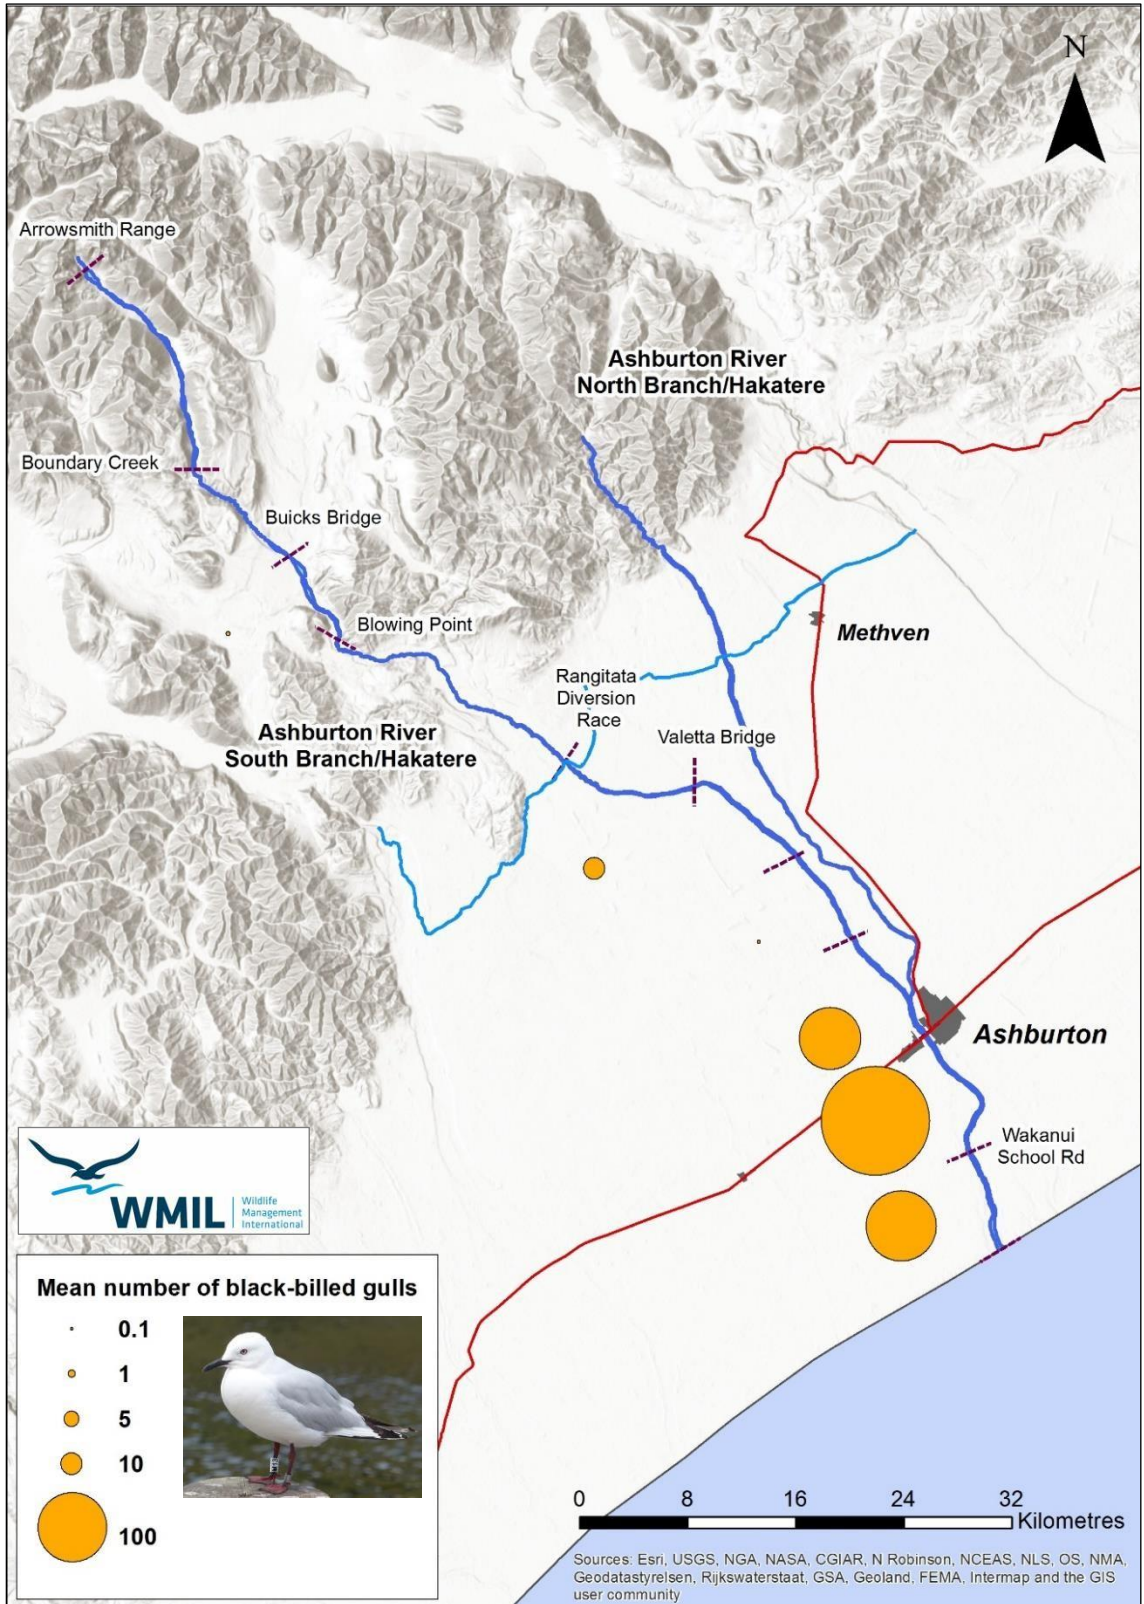 N
Arrowsmith Range
Ashburton River
North Branch/Hakatere
Boundary Creek
Buicks Bridge
Blowing Point
Methven
Rangitata
Diversion
Race
Ashburton River
South Branch/Hakatere
Valetta Bridge
Ashburton
Wakanui
School Rd
WMIL
Wildlife
Management
International
Mean number of black-billed gulls
0.1
1
5
10
100
0 8 16 24 32
Kilometres
Sources: Esri, USGS, NGA, NASA, CGIAR, N Robinson, NCEAS, NLS, OS, NMA,
Geodatastyrelsen, Rijkswaterstaat, GSA, Geoland, FEMA, Intermap and the GIS
user community